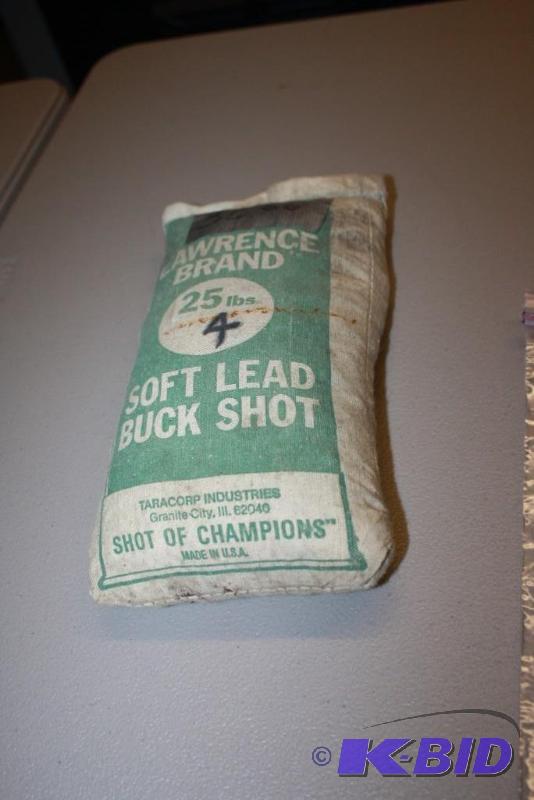 LAWRENCE
BRAND
25 lbs
4
SOFT LEAD
BUCK SHOT
TARACORP INDUSTRIES
Granite City, Ill. 62040
SHOT OF CHAMPIONS™
MADE IN U.S.A.
© K-BID